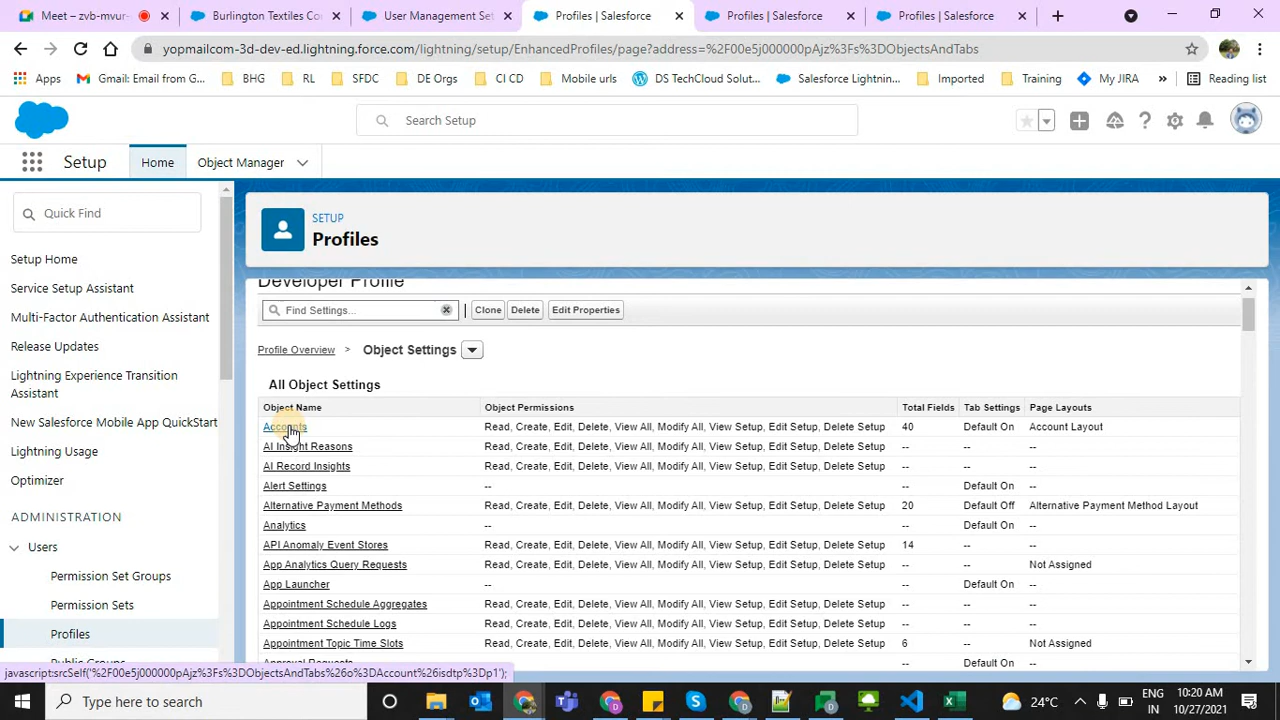 Meet – zvb-mvur-
Burlington Textiles Co
User Management Set
Profiles | Salesforce
Profiles | Salesforce
Profiles | Salesforce
yopmailcom-3d-dev-ed.lightning.force.com/lightning/setup/EnhancedProfiles/page?address=%2F00e5j000000pAjz%3Fs%3DObjectsAndTabs
Apps
Gmail: Email from G...
BHG
RL
SFDC
DE Orgs
CI CD
Mobile urls
DS TechCloud Solut...
Salesforce Lightnin...
Imported
Training
My JIRA
Reading list
Search Setup
Setup
Home
Object Manager
Quick Find
Setup Home
Service Setup Assistant
Multi-Factor Authentication Assistant
Release Updates
Lightning Experience Transition
Assistant
New Salesforce Mobile App QuickStart
Lightning Usage
Optimizer
ADMINISTRATION
Users
Permission Set Groups
Permission Sets
Profiles
Public Groups
SETUP
Profiles
Developer Profile
Find Settings...
Clone
Delete
Edit Properties
Profile Overview > Object Settings
All Object Settings
Object Name Object Permissions Total Fields Tab Settings Page Layouts
Accounts Read, Create, Edit, Delete, View All, Modify All, View Setup, Edit Setup, Delete Setup 40 Default On Account Layout
AI Insight Reasons Read, Create, Edit, Delete, View All, Modify All, View Setup, Edit Setup, Delete Setup -- -- --
AI Record Insights Read, Create, Edit, Delete, View All, Modify All, View Setup, Edit Setup, Delete Setup -- -- --
Alert Settings -- -- Default On --
Alternative Payment Methods Read, Create, Edit, Delete, View All, Modify All, View Setup, Edit Setup, Delete Setup 20 Default Off Alternative Payment Method Layout
Analytics -- -- Default On --
API Anomaly Event Stores Read, Create, Edit, Delete, View All, Modify All, View Setup, Edit Setup, Delete Setup 14 -- --
App Analytics Query Requests Read, Create, Edit, Delete, View All, Modify All, View Setup, Edit Setup, Delete Setup -- -- Not Assigned
App Launcher -- -- Default On --
Appointment Schedule Aggregates Read, Create, Edit, Delete, View All, Modify All, View Setup, Edit Setup, Delete Setup -- -- --
Appointment Schedule Logs Read, Create, Edit, Delete, View All, Modify All, View Setup, Edit Setup, Delete Setup -- -- --
Appointment Topic Time Slots Read, Create, Edit, Delete, View All, Modify All, View Setup, Edit Setup, Delete Setup 6 -- Not Assigned
Approval Requests -- -- Default On --
javascript:srcSelf('%2F00e5j000000pAjz%3Fs%3DObjectsAndTabs%26o%3DAccount%26isdtp%3Dp1');
Type here to search
24°C
ENG
IN
10:20 AM
10/27/2021